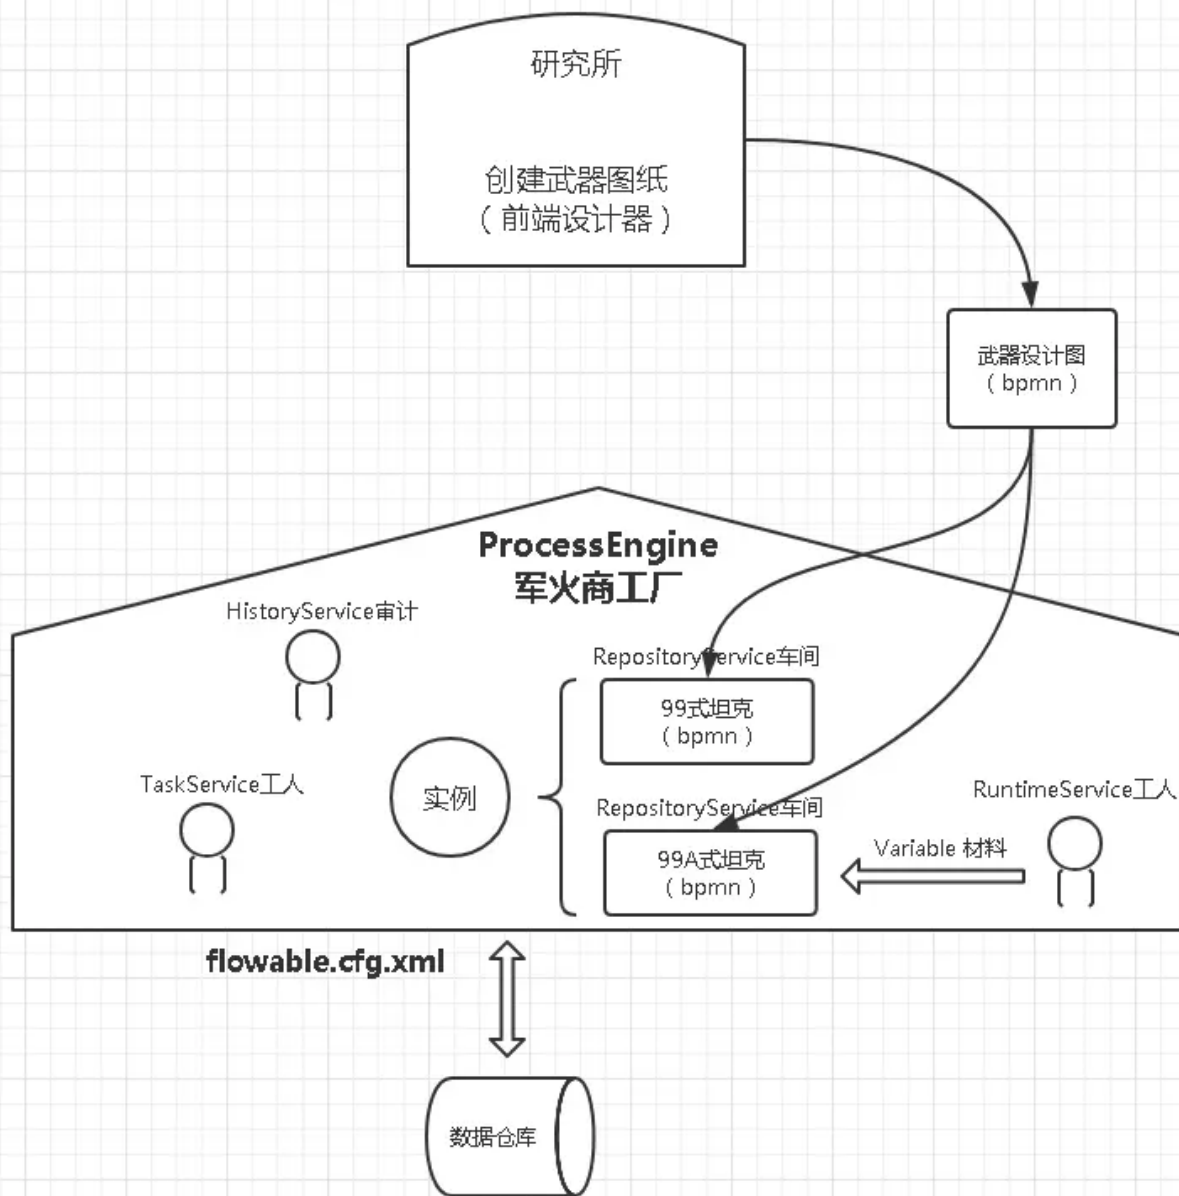 研究所
创建武器图纸
（前端设计器）
武器设计图
（bpmn）
ProcessEngine
军火商工厂
HistoryService审计
RepositoryService车间
99式坦克
（bpmn）
TaskService工人
实例
RepositoryService车间
99A式坦克
（bpmn）
RuntimeService工人
Variable 材料
flowable.cfg.xml
数据仓库